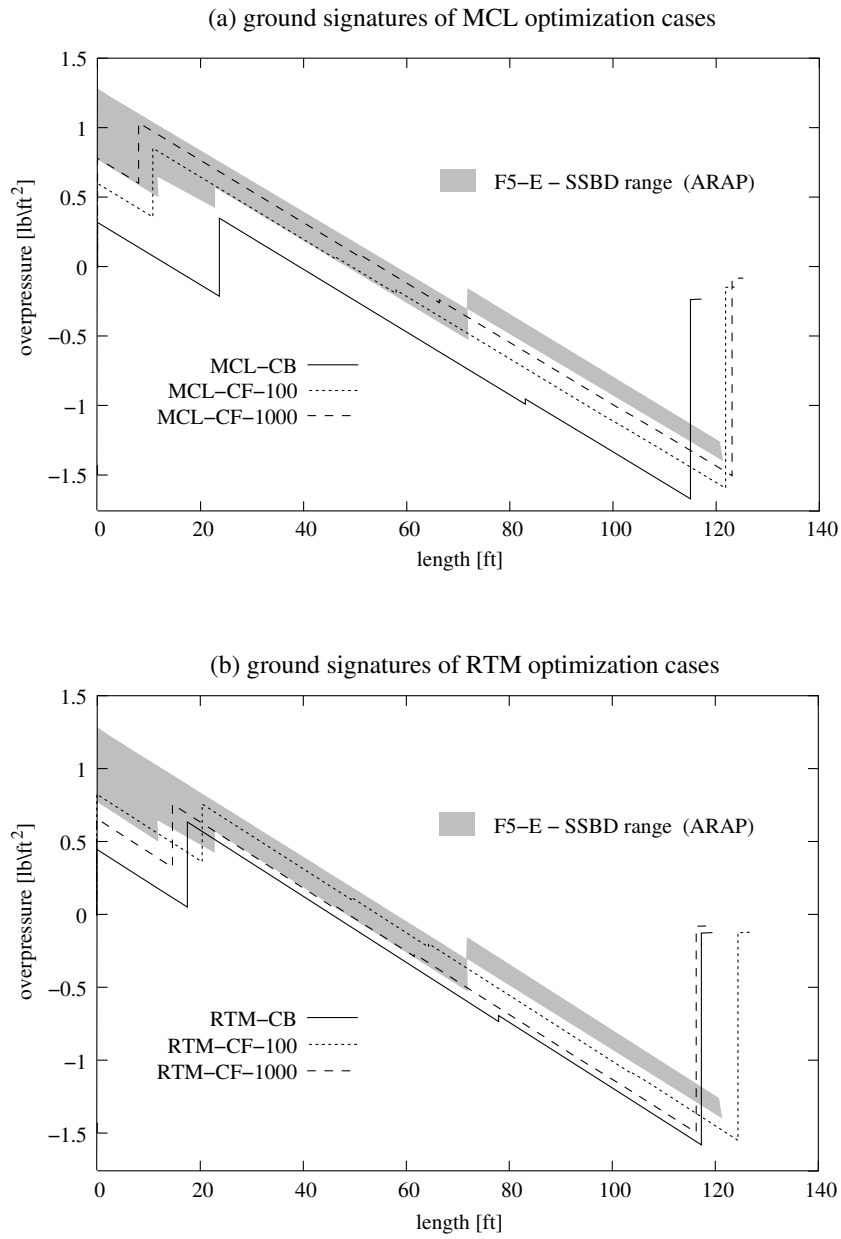 (a) ground signatures of MCL optimization cases
1.5
1
0.5
0
−0.5
−1
−1.5
overpressure [lb\ft²]
F5−E − SSBD range (ARAP)
MCL−CB
MCL−CF−100
MCL−CF−1000
0 20 40 60 80 100 120 140
length [ft]
(b) ground signatures of RTM optimization cases
1.5
1
0.5
0
−0.5
−1
−1.5
overpressure [lb\ft²]
F5−E − SSBD range (ARAP)
RTM−CB
RTM−CF−100
RTM−CF−1000
0 20 40 60 80 100 120 140
length [ft]